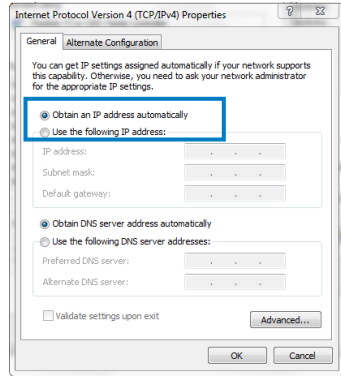 Internet Protocol Version 4 (TCP/IPv4) Properties
General
Alternate Configuration
You can get IP settings assigned automatically if your network supports
this capability. Otherwise, you need to ask your network administrator
for the appropriate IP settings.
Obtain an IP address automatically
Use the following IP address:
IP address:
Subnet mask:
Default gateway:
Obtain DNS server address automatically
Use the following DNS server addresses:
Preferred DNS server:
Alternate DNS server:
Validate settings upon exit
Advanced...
OK
Cancel